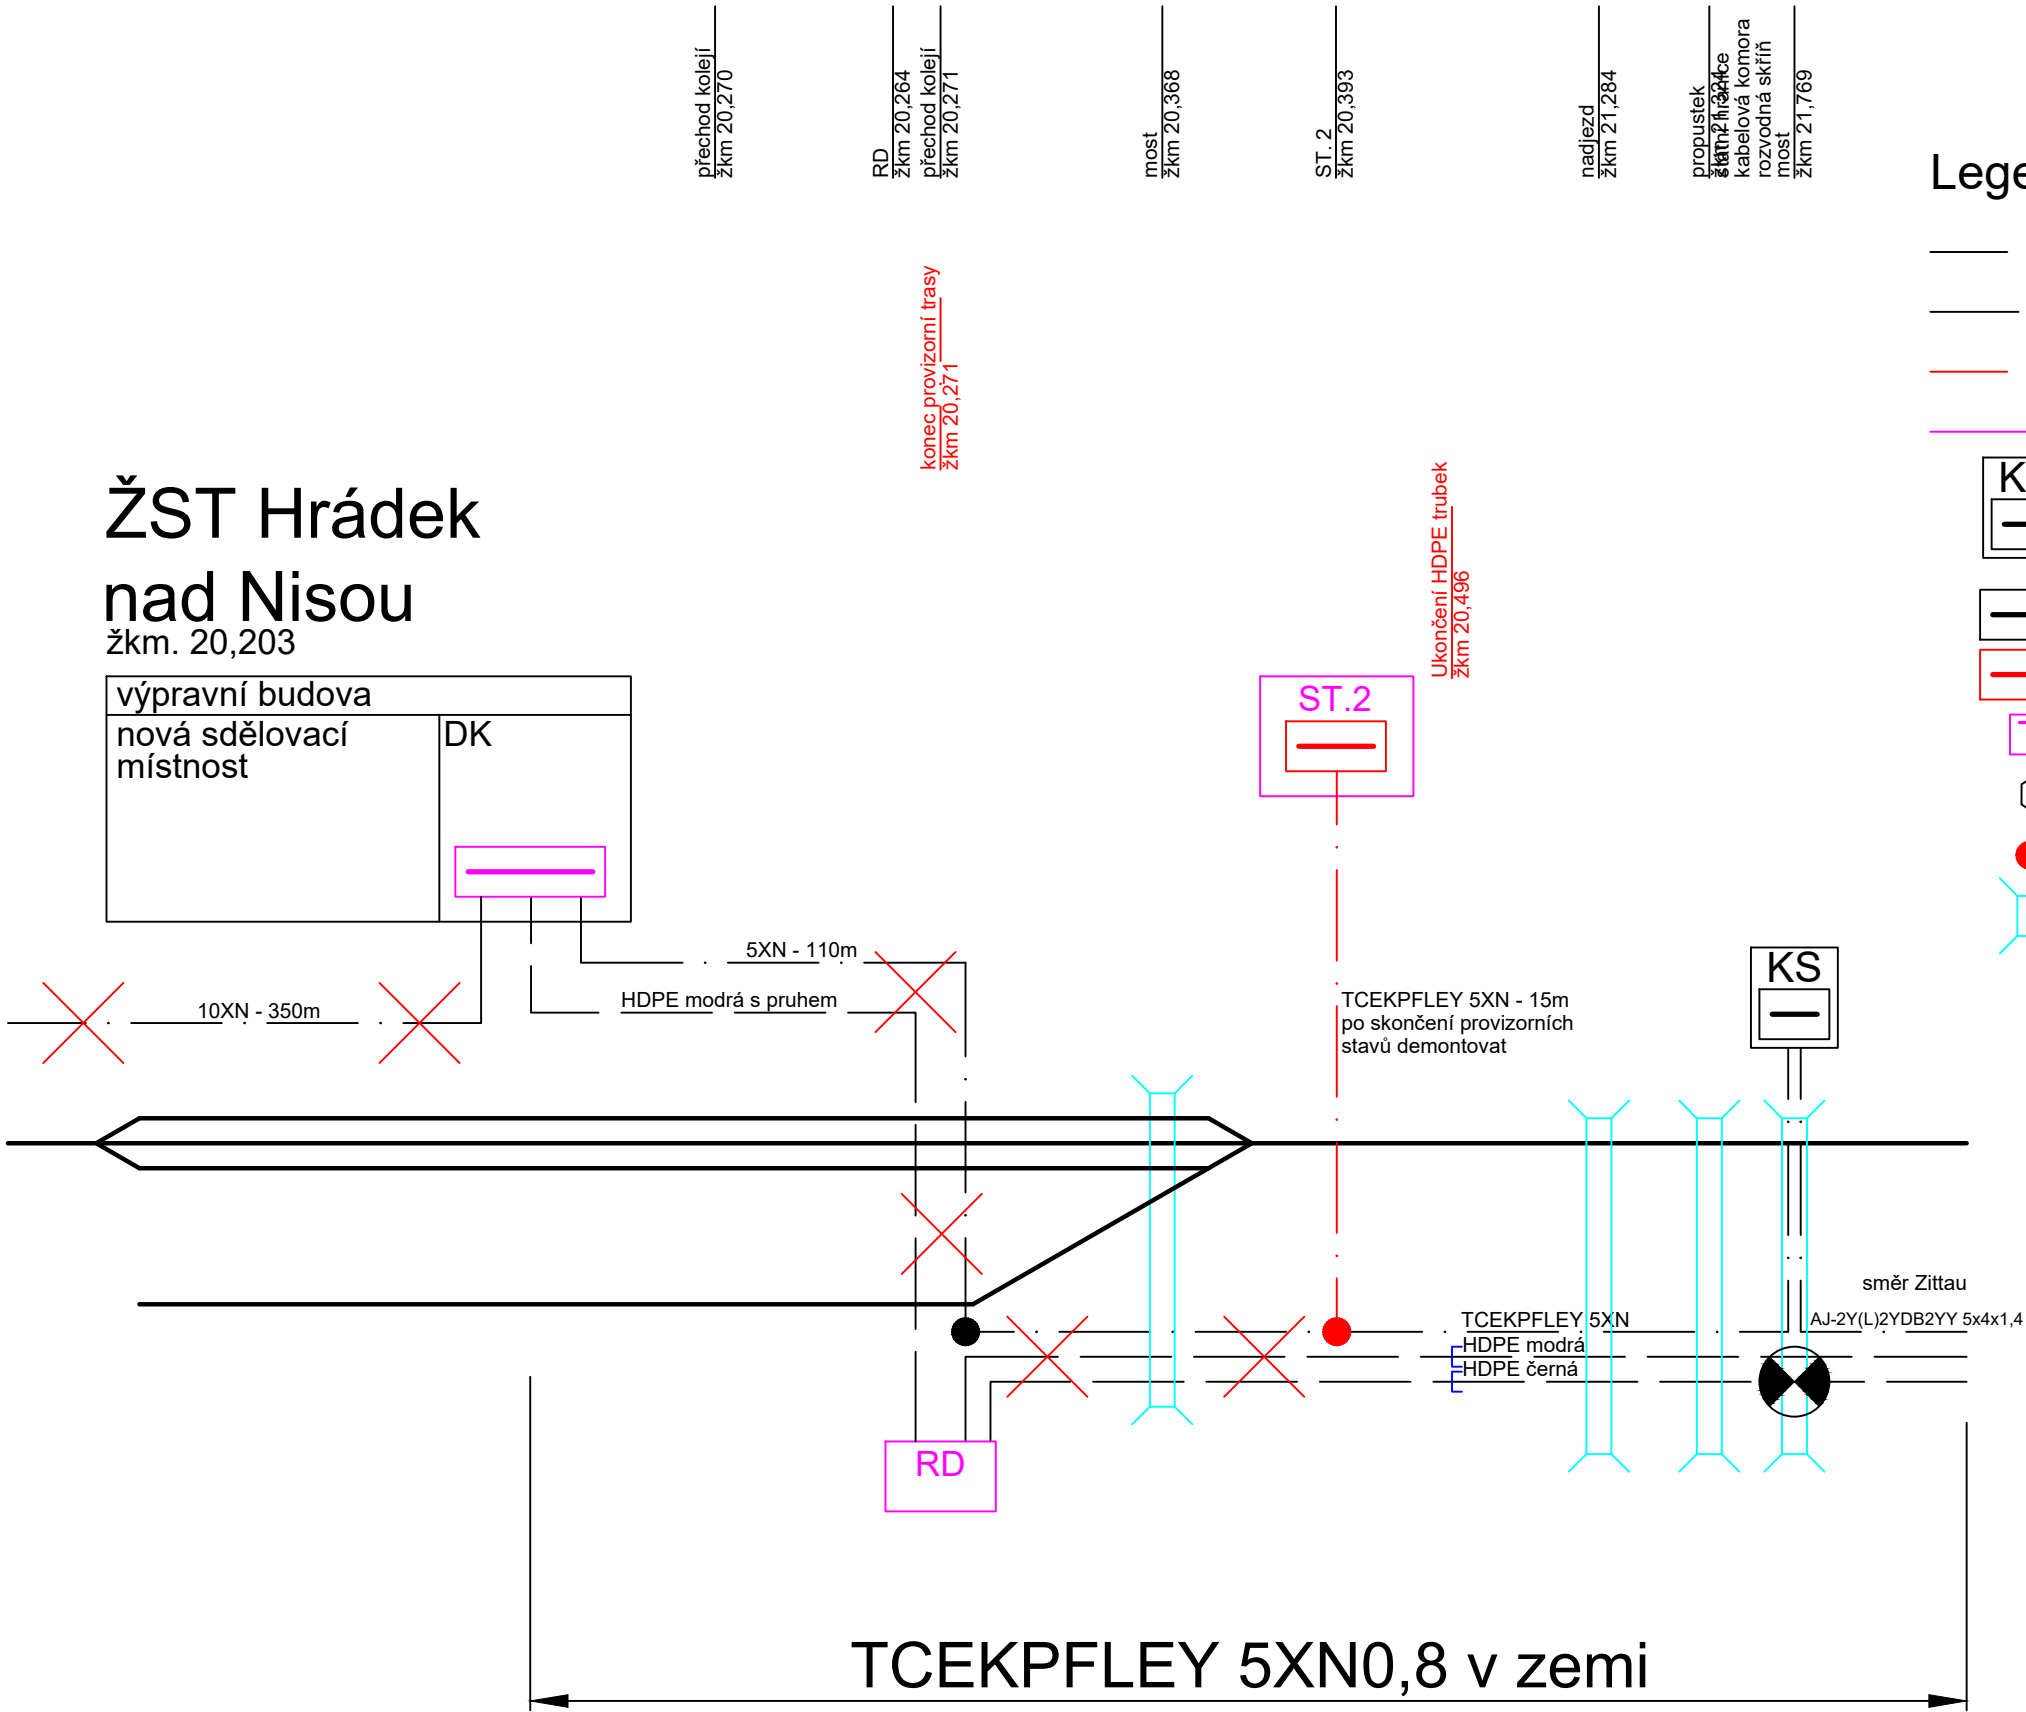 přechod kolejí
žkm 20,270
RD
žkm 20,264
přechod kolejí
žkm 20,271
most
žkm 20,368
ST. 2
žkm 20,393
nadjezd
žkm 21,284
propustek
státní hranice
kabelová komora
rozvodná skříň
most
žkm 21,769
konec provizorní trasy
žkm 20,271
Ukončení HDPE trubek
žkm 20,496
ŽST Hrádek
nad Nisou
žkm. 20,203
výpravní budova
nová sdělovací
místnost
DK
ST.2
5XN - 110m
HDPE modrá s pruhem
10XN - 350m
TCEKPFLEY 5XN - 15m
po skončení provizorních
stavů demontovat
KS
směr Zittau
TCEKPFLEY 5XN
AJ-2Y(L)2YDB2YY 5x4x1,4
HDPE modrá
HDPE černá
RD
TCEKPFLEY 5XN0,8 v zemi
Lege
K